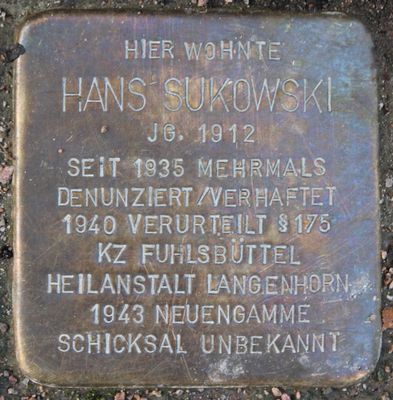 HIER WOHNTE
HANS SUKOWSKI
JG. 1912
SEIT 1935 MEHRMALS
DENUNZIERT/VERHAFTET
1940 VERURTEILT §175
KZ FUHLSBÜTTEL
HEILANSTALT LANGENHORN
1943 NEUENGAMME
SCHICKSAL UNBEKANNT